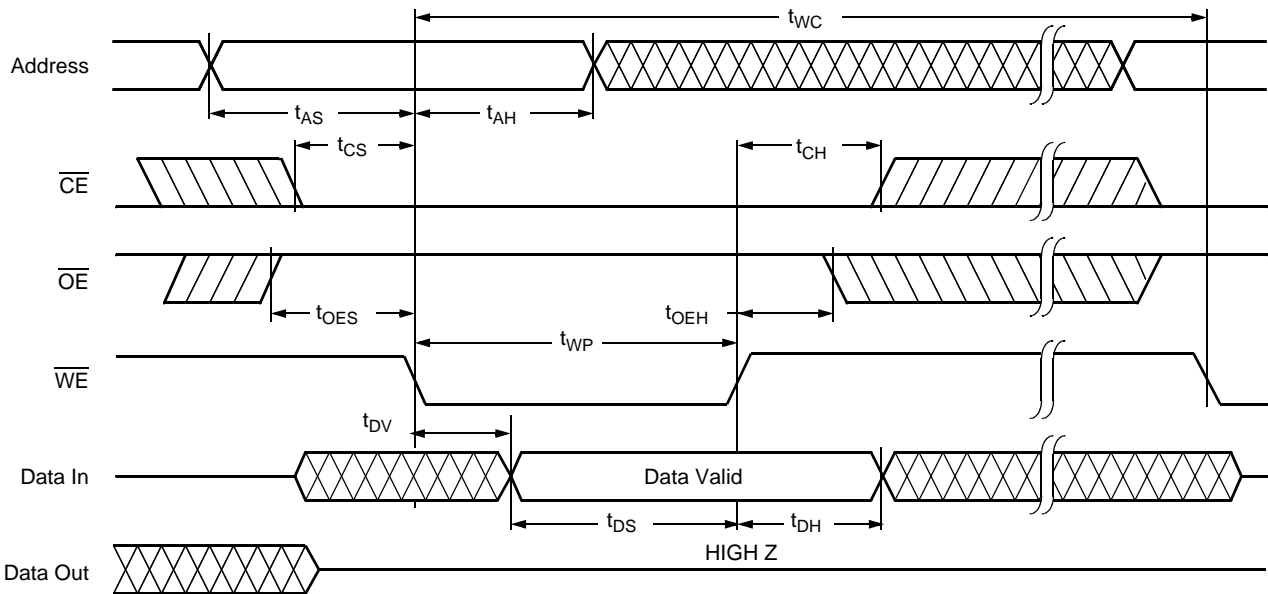 tWC
Address
tAS
tAH
tCS
tCH
CE
OE
tOES
tOEH
tWP
WE
tDV
Data In
Data Valid
tDS
tDH
HIGH Z
Data Out